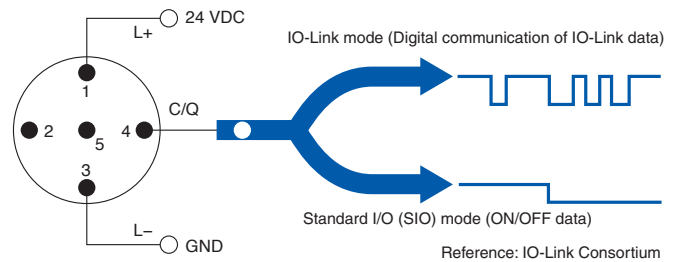 24 VDC
L+
IO-Link mode (Digital communication of IO-Link data)
1
C/Q
2
5
4
3
L−
Standard I/O (SIO) mode (ON/OFF data)
GND
Reference: IO-Link Consortium